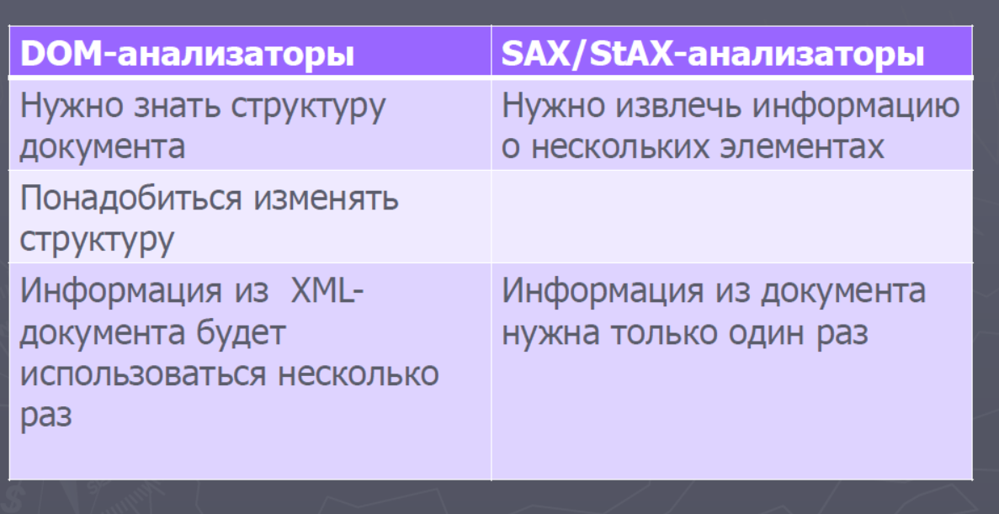 DOM-анализаторы
SAX/StAX-анализаторы
Нужно знать структуру
документа
Нужно извлечь информацию
о нескольких элементах
Понадобиться изменять
структуру
Информация из  XML-
документа будет
использоваться несколько
раз
Информация из документа
нужна только один раз